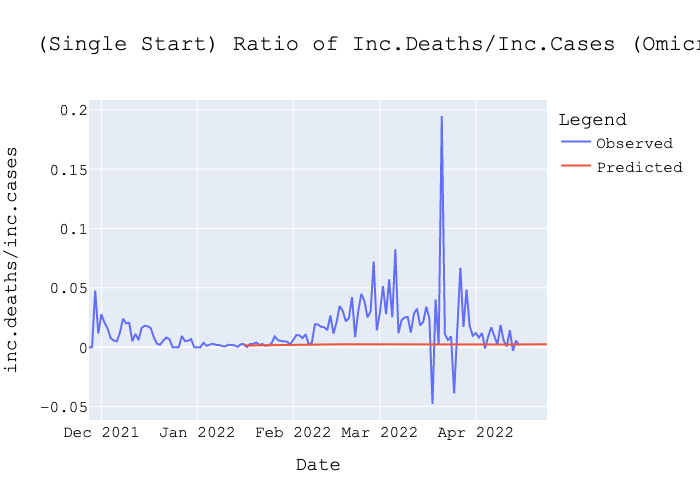 (Single Start) Ratio of Inc.Deaths/Inc.Cases
Legend
Observed
Predicted
inc.deaths/inc.cases
0.2
0.15
0.1
0.05
0
−0.05
Dec 2021 Jan 2022 Feb 2022 Mar 2022 Apr 2022
Date